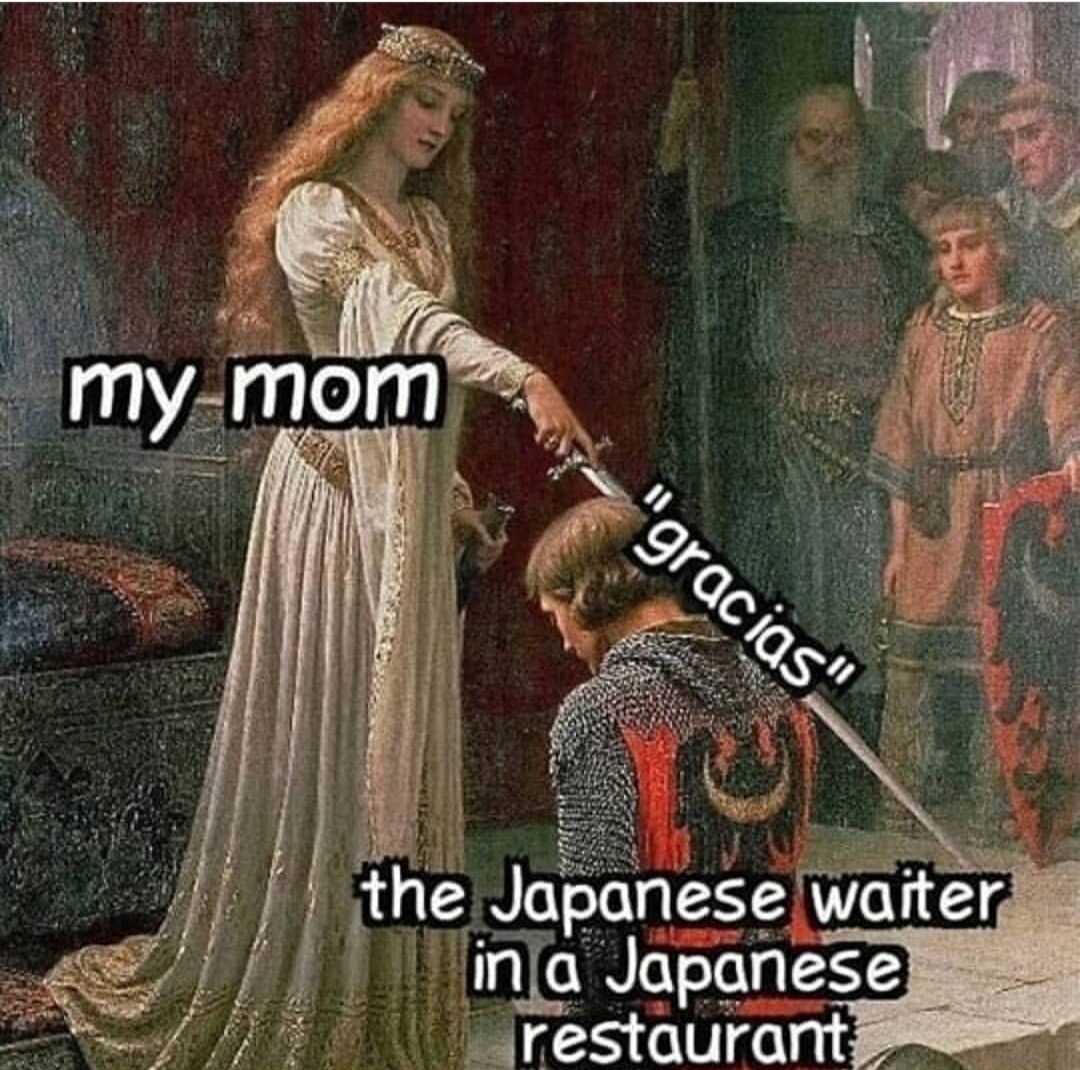 my mom
"gracias"
the Japanese waiter
in a Japanese
restaurant